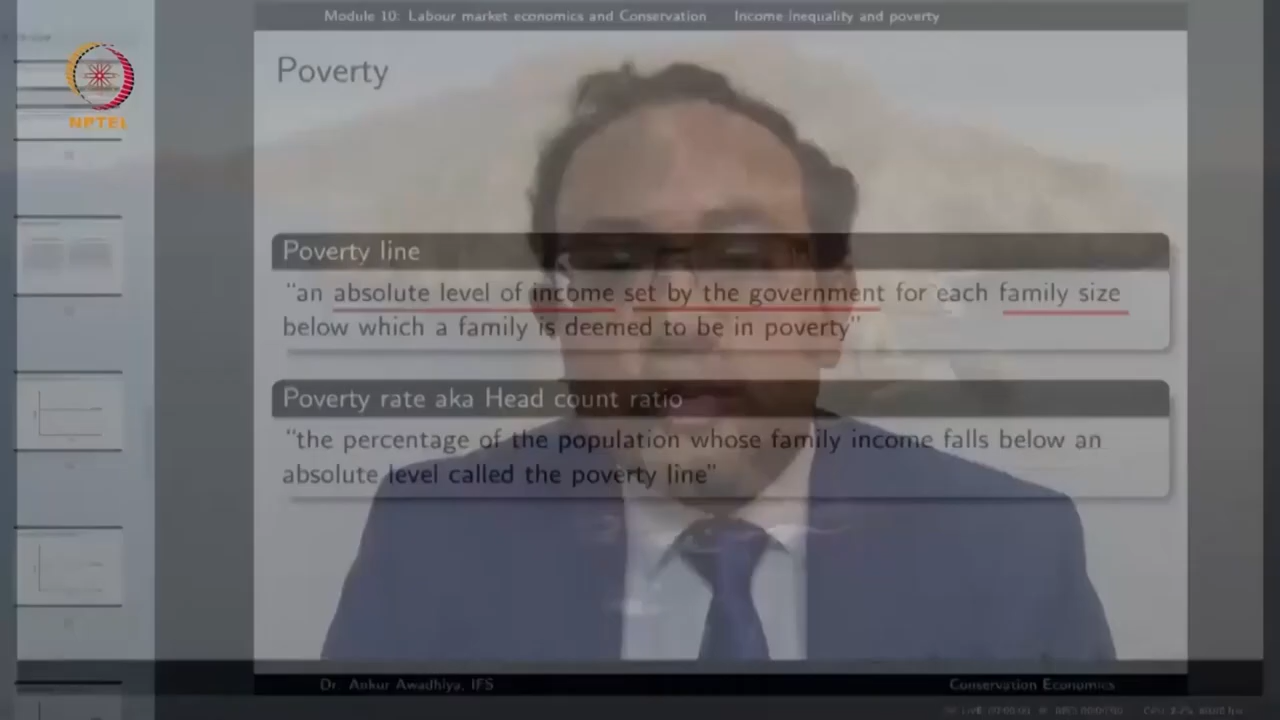 Module 10: Labour market economics and Conservation Income Inequality and poverty
NPTEL
Poverty
Poverty line
"an absolute level of income set by the government for each family size
below which a family is deemed to be in poverty"
Poverty rate aka Head count ratio
"the percentage of the population whose family income falls below an
absolute level called the poverty line"
Dr. Ankur Awadhiya, IFS Conservation Economics